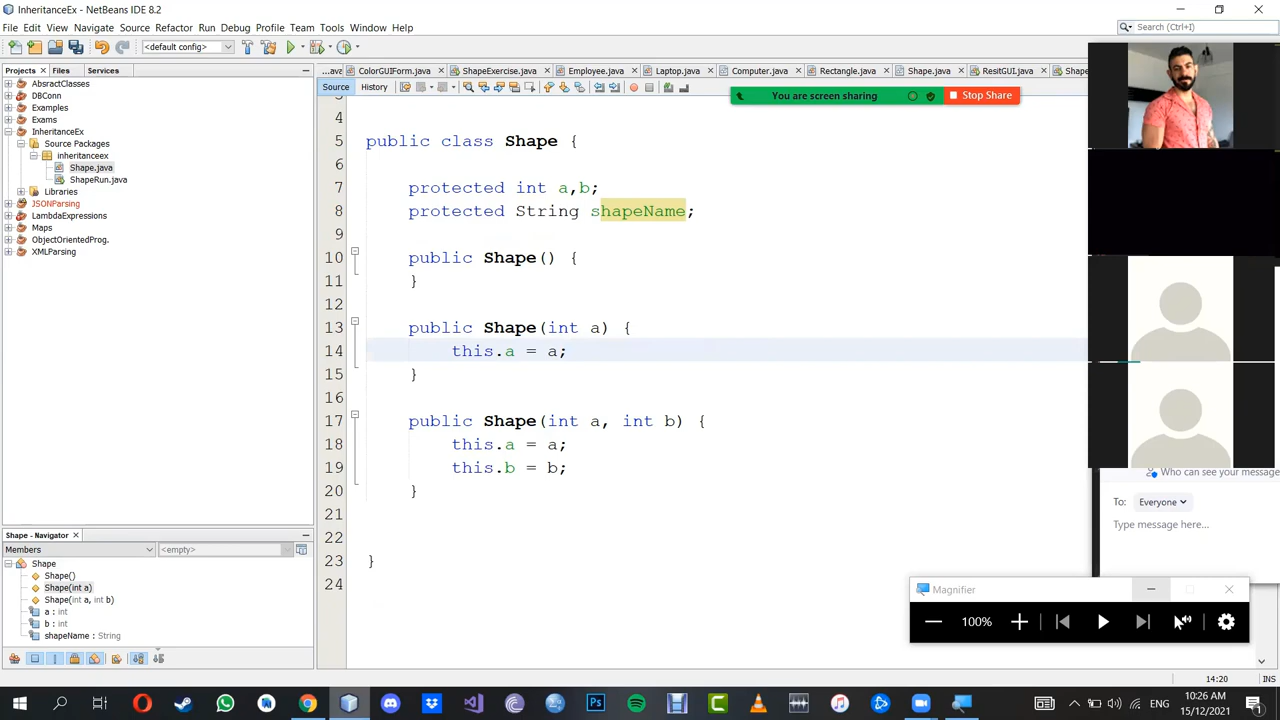 InheritanceEx - NetBeans IDE 8.2
File Edit View Navigate Source Refactor Run Debug Profile Team Tools Window Help
Search (Ctrl+I)
<default config>
Projects Files Services
...ava ColorGUIForm.java ShapeExercise.java Employee.java Laptop.java Computer.java Rectangle.java Shape.java ResitGUI.java Shap
Source History
You are screen sharing Stop Share
AbstractClasses
DBConn
Examples
Exams
InheritanceEx
Source Packages
inheritanceex
Shape.java
ShapeRun.java
Libraries
JSONParsing
LambdaExpressions
Maps
ObjectOrientedProg.
XMLParsing
4
5 public class Shape {
6
7 protected int a,b;
8 protected String shapeName;
9
10 public Shape() {
11 }
12
13 public Shape(int a) {
14 this.a = a;
15 }
16
17 public Shape(int a, int b) {
18 this.a = a;
19 this.b = b;
20 }
21
22
23 }
24
Shape - Navigator
Members <empty>
Shape
Shape()
Shape(int a)
Shape(int a, int b)
a : int
b : int
shapeName : String
Who can see your message
To: Everyone
Type message here...
Magnifier
100%
14:20 INS
ENG
10:26 AM
15/12/2021
1